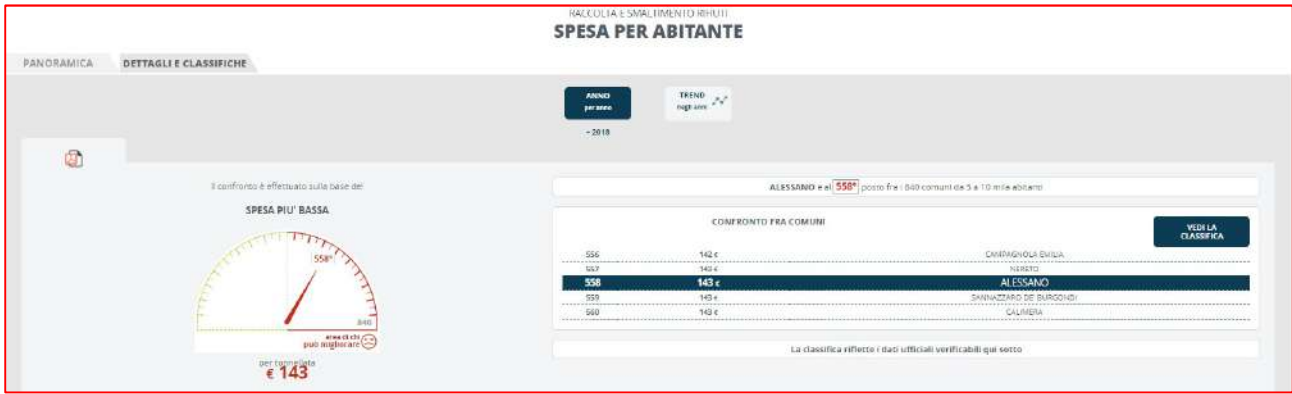 RACCOLTA E SMALTIMENTO RIFIUTI
SPESA PER ABITANTE
PANORAMICA DETTAGLI E CLASSIFICHE
ANNO
per anno
TREND
negli anni
2018
Il confronto è effettuato sulla base del
SPESA PIU' BASSA
558°
840
area di chi
può migliorare
per tonnellata
€ 143
ALESSANO è al 558° posto fra i 840 comuni da 5 a 10 mila abitanti
CONFRONTO FRA COMUNI
VEDI LA
CLASSIFICA
556 142 € CAMPAGNOLA EMILIA
557 143 € NERETO
558 143 € ALESSANO
559 143 € SANNAZZARO DE' BURGONDI
560 143 € CALIMERA
La classifica riflette i dati ufficiali verificabili qui sotto